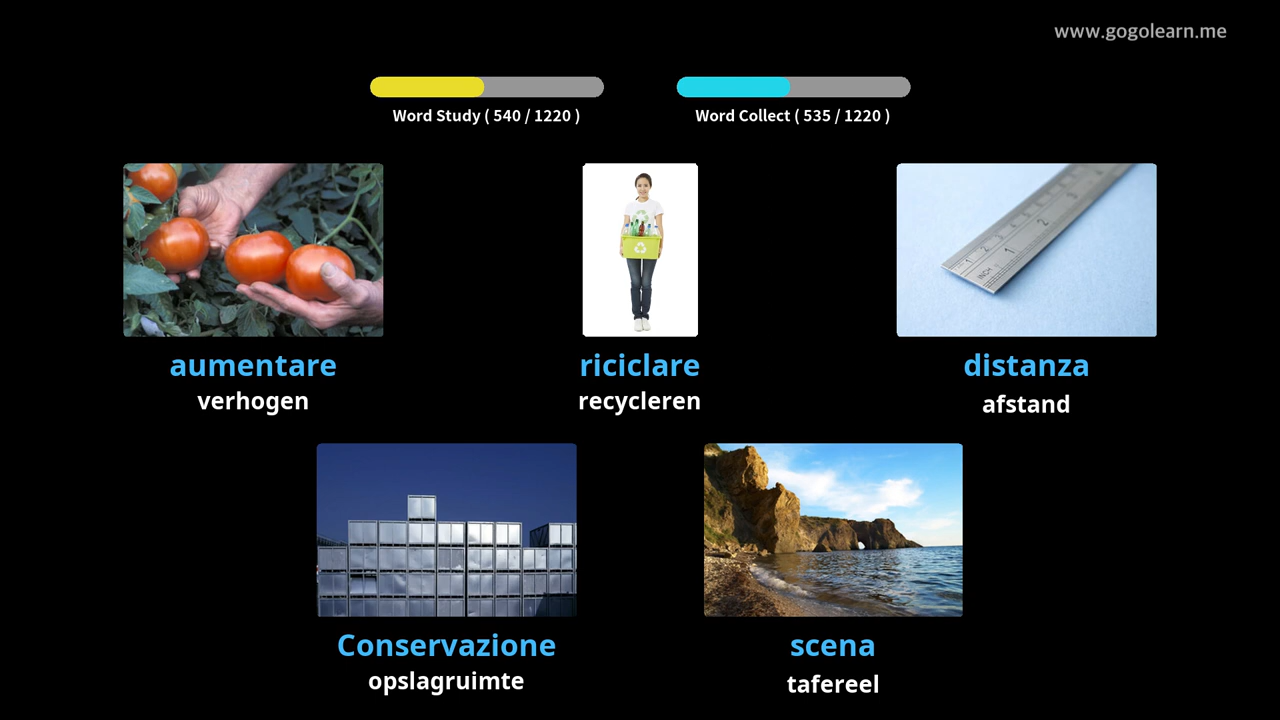 www.gogolearn.me
Word Study ( 540 / 1220 )
Word Collect ( 535 / 1220 )
aumentare
verhogen
riciclare
recycleren
distanza
afstand
Conservazione
opslagruimte
scena
tafereel